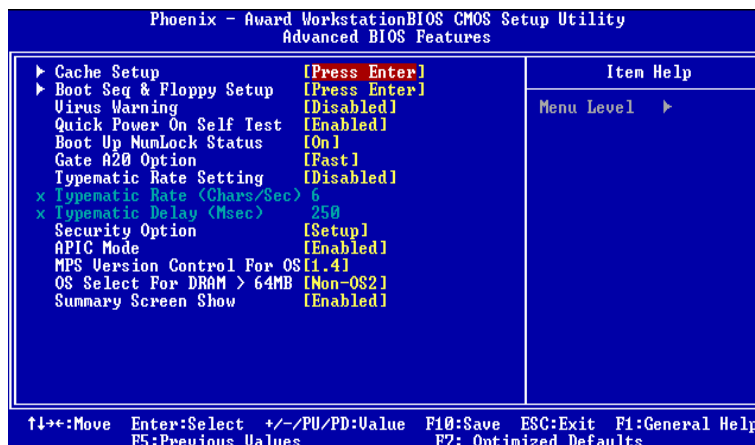 Phoenix - Award WorkstationBIOS CMOS Setup Utility
Advanced BIOS Features
▶ Cache Setup [Press Enter]
▶ Boot Seq & Floppy Setup [Press Enter]
Virus Warning [Disabled]
Quick Power On Self Test [Enabled]
Boot Up NumLock Status [On]
Gate A20 Option [Fast]
Typematic Rate Setting [Disabled]
x Typematic Rate (Chars/Sec) 6
x Typematic Delay (Msec) 250
Security Option [Setup]
APIC Mode [Enabled]
MPS Version Control For OS[1.4]
OS Select For DRAM > 64MB [Non-OS2]
Summary Screen Show [Enabled]
Item Help
Menu Level ▶
↑↓→←:Move Enter:Select +/-/PU/PD:Value F10:Save ESC:Exit F1:General Help
F5:Previous Values F7: Optimized Defaults